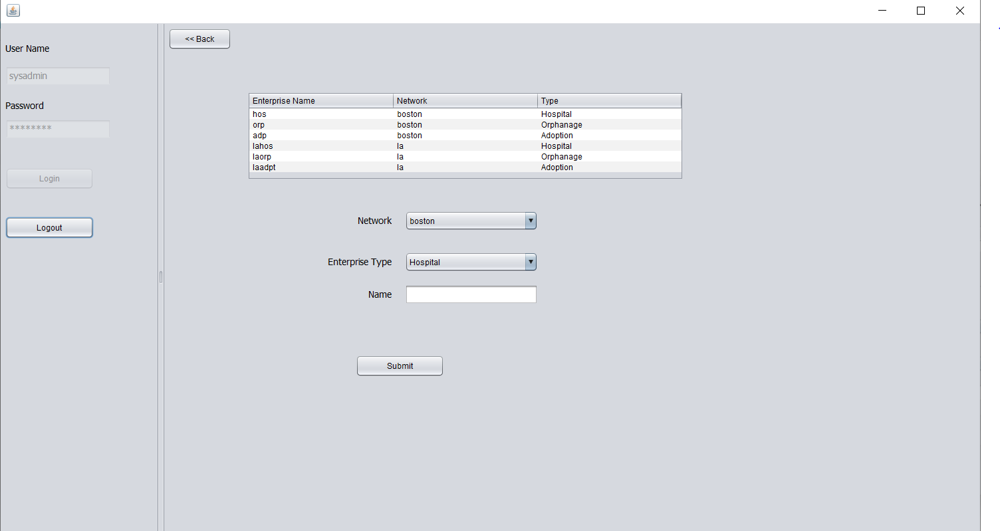 User Name
sysadmin
Password
********
Login
Logout
<< Back
Enterprise Name Network Type
hos boston Hospital
orp boston Orphanage
adp boston Adoption
lahos la Hospital
laorp la Orphanage
laadpt la Adoption
Network boston
Enterprise Type Hospital
Name
Submit